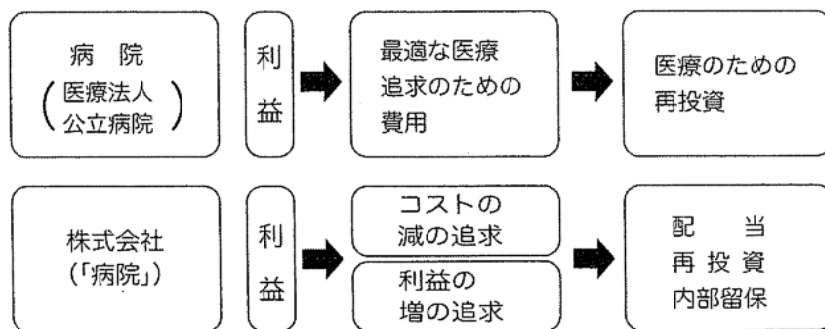 病 院
(医療法人
公立病院)
利益
最適な医療
追求のための
費用
医療のための
再投資
株式会社
(「病院」)
利益
コストの
減の追求
利益の
増の追求
配 当
再 投 資
内部留保